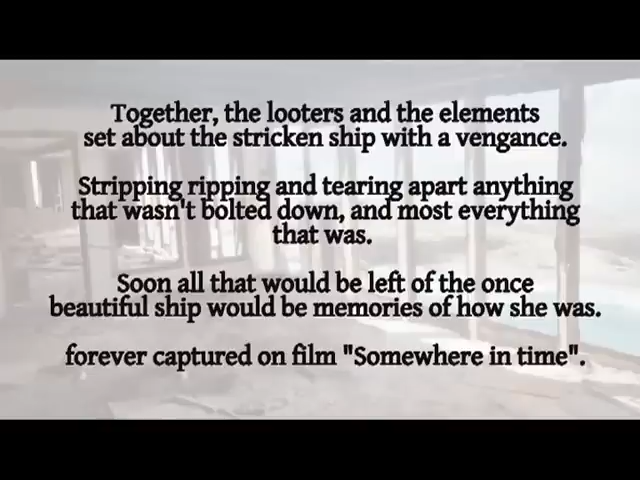 Together, the looters and the elements
set about the stricken ship with a vengance.
Stripping ripping and tearing apart anything
that wasn't bolted down, and most everything
that was.
Soon all that would be left of the once
beautiful ship would be memories of how she was.
forever captured on film "Somewhere in time".